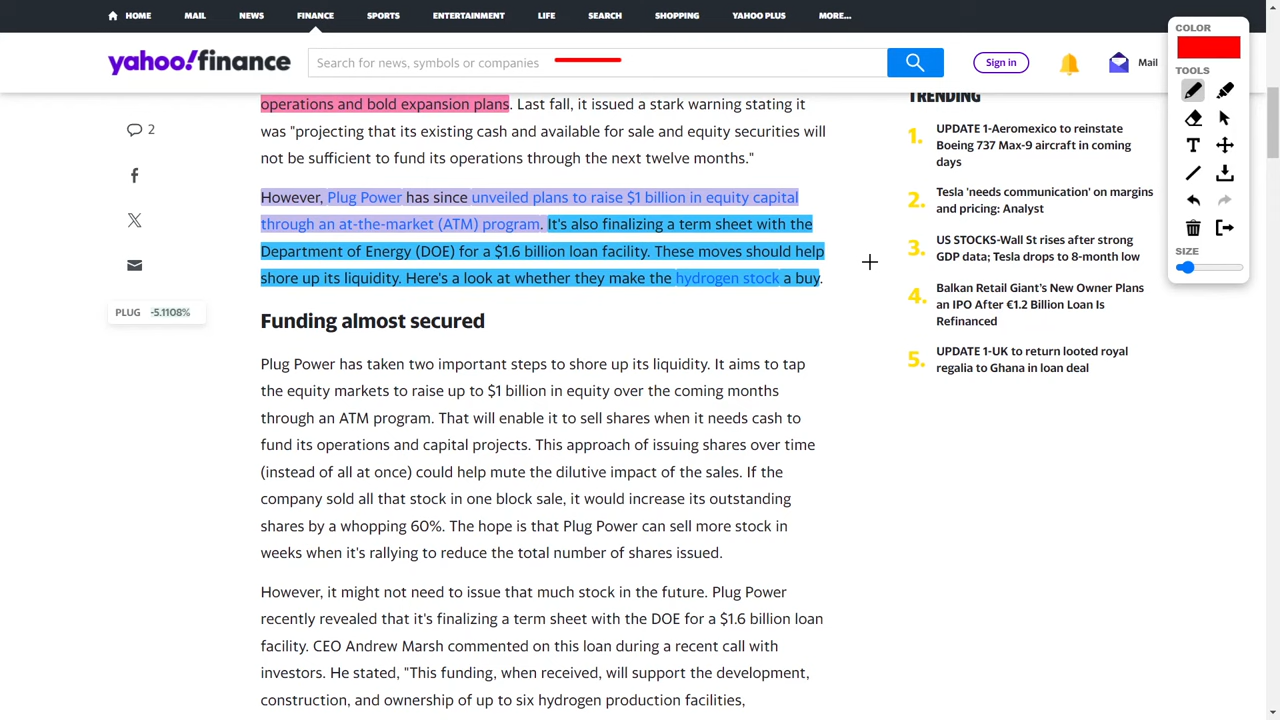 HOME MAIL NEWS FINANCE SPORTS ENTERTAINMENT LIFE SEARCH SHOPPING YAHOO PLUS MORE...
yahoo!finance
Search for news, symbols or companies
Sign in
Mail
2
PLUG -5.1108%
operations and bold expansion plans. Last fall, it issued a stark warning stating it
was "projecting that its existing cash and available for sale and equity securities will
not be sufficient to fund its operations through the next twelve months."
However, Plug Power has since unveiled plans to raise $1 billion in equity capital
through an at-the-market (ATM) program. It's also finalizing a term sheet with the
Department of Energy (DOE) for a $1.6 billion loan facility. These moves should help
shore up its liquidity. Here's a look at whether they make the hydrogen stock a buy.
Funding almost secured
Plug Power has taken two important steps to shore up its liquidity. It aims to tap
the equity markets to raise up to $1 billion in equity over the coming months
through an ATM program. That will enable it to sell shares when it needs cash to
fund its operations and capital projects. This approach of issuing shares over time
(instead of all at once) could help mute the dilutive impact of the sales. If the
company sold all that stock in one block sale, it would increase its outstanding
shares by a whopping 60%. The hope is that Plug Power can sell more stock in
weeks when it's rallying to reduce the total number of shares issued.
However, it might not need to issue that much stock in the future. Plug Power
recently revealed that it's finalizing a term sheet with the DOE for a $1.6 billion loan
facility. CEO Andrew Marsh commented on this loan during a recent call with
investors. He stated, "This funding, when received, will support the development,
construction, and ownership of up to six hydrogen production facilities,
TRENDING
1. UPDATE 1-Aeromexico to reinstate
Boeing 737 Max-9 aircraft in coming
days
2. Tesla 'needs communication' on margins
and pricing: Analyst
3. US STOCKS-Wall St rises after strong
GDP data; Tesla drops to 8-month low
4. Balkan Retail Giant's New Owner Plans
an IPO After €1.2 Billion Loan Is
Refinanced
5. UPDATE 1-UK to return looted royal
regalia to Ghana in loan deal
COLOR
TOOLS
T
SIZE